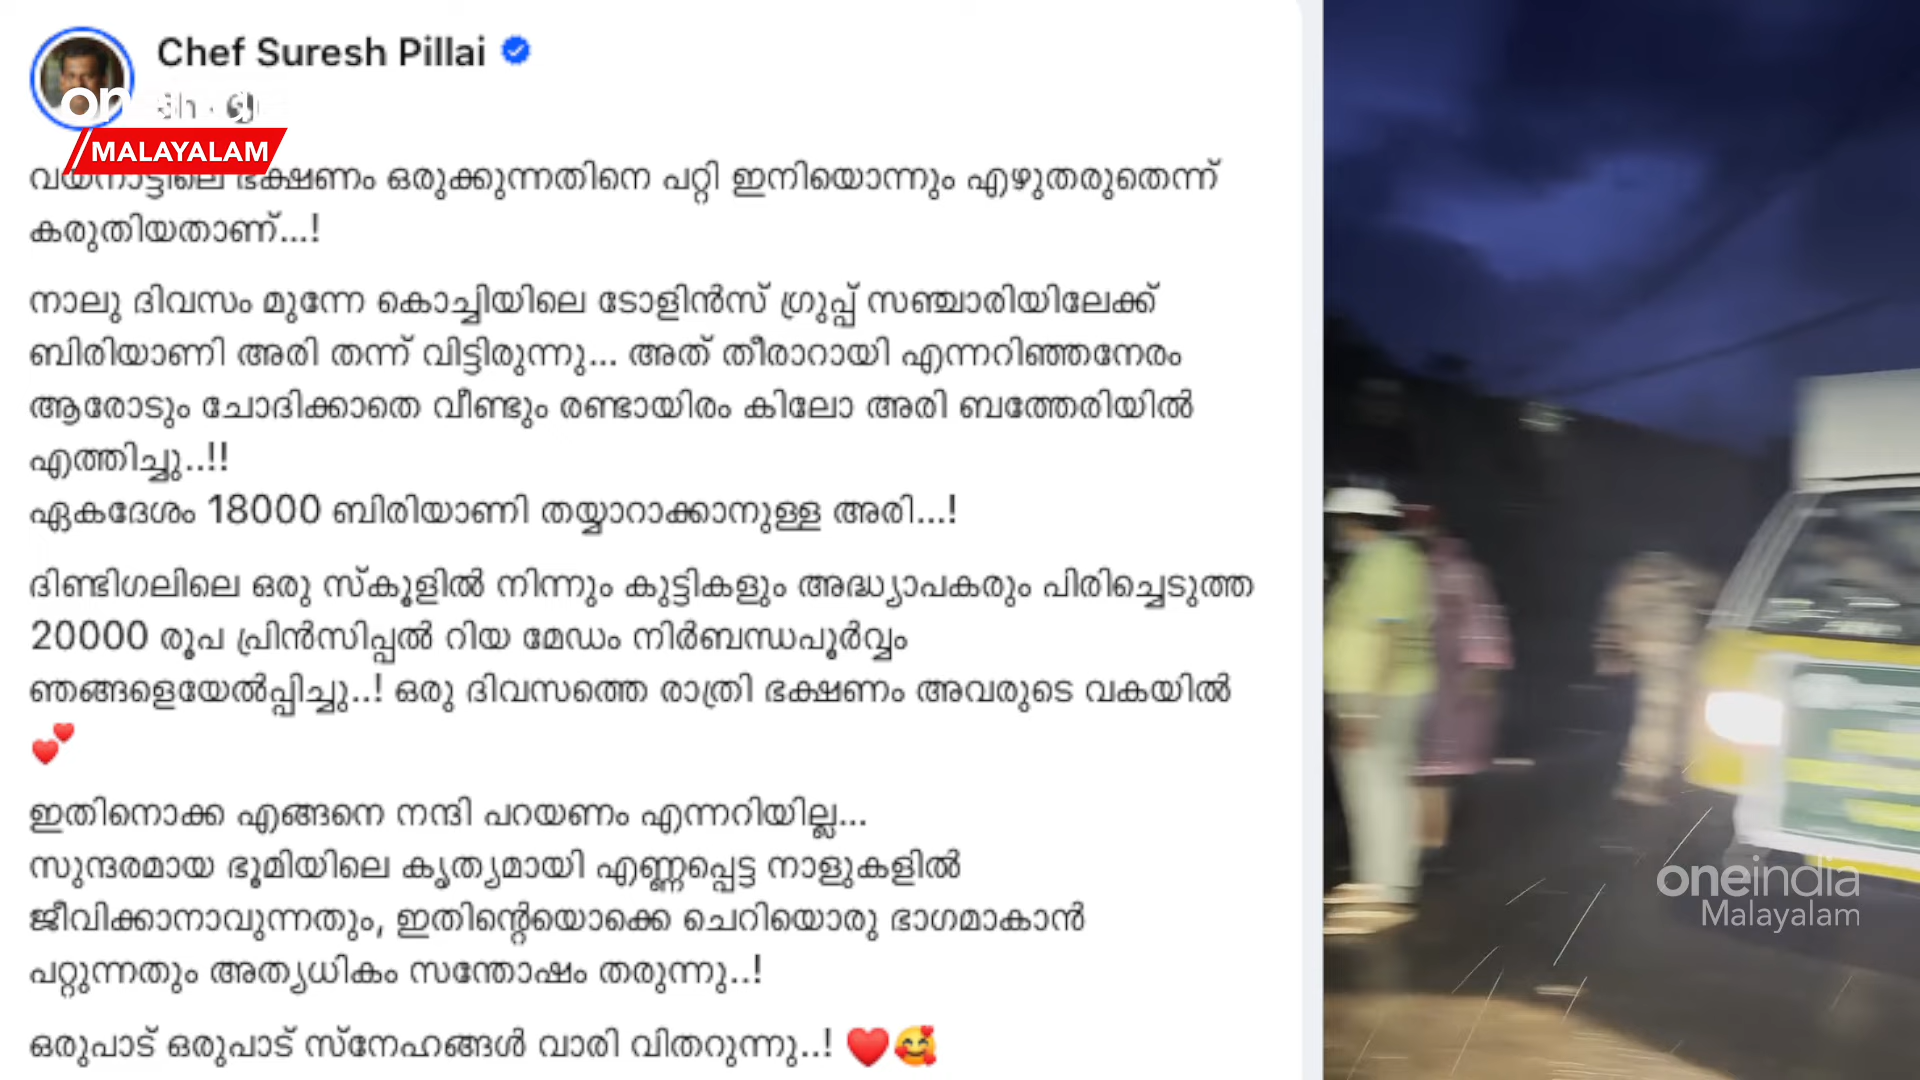 Chef Suresh Pillai
MALAYALAM
വയനാട്ടിലെ ഭക്ഷണം ഒരുക്കുന്നതിനെ പറ്റി ഇനിയൊന്നും എഴുതരുതെന്ന്
കരുതിയതാണ്...!
നാലു ദിവസം മുന്നേ കൊച്ചിയിലെ ടോളിൻസ് ഗ്രൂപ്പ് സഞ്ചാരിയിലേക്ക്
ബിരിയാണി അരി തന്ന് വിട്ടിരുന്നു... അത് തീരാറായി എന്നറിഞ്ഞനേരം
ആരോടും ചോദിക്കാതെ വീണ്ടും രണ്ടായിരം കിലോ അരി ബത്തേരിയിൽ
എത്തിച്ചു..!!
ഏകദേശം 18000 ബിരിയാണി തയ്യാറാക്കാനുള്ള അരി...!
ദിണ്ടിഗലിലെ ഒരു സ്കൂളിൽ നിന്നും കുട്ടികളും അദ്ധ്യാപകരും പിരിച്ചെടുത്ത
20000 രൂപ പ്രിൻസിപ്പൽ റിയ മേഡം നിർബന്ധപൂർവ്വം
ഞങ്ങളെയേൽപ്പിച്ചു..! ഒരു ദിവസത്തെ രാത്രി ഭക്ഷണം അവരുടെ വകയിൽ
💕
ഇതിനൊക്ക എങ്ങനെ നന്ദി പറയണം എന്നറിയില്ല...
സുന്ദരമായ ഭൂമിയിലെ കൃത്യമായി എണ്ണപ്പെട്ട നാളുകളിൽ
ജീവിക്കാനാവുന്നതും, ഇതിന്റെയൊക്കെ ചെറിയൊരു ഭാഗമാകാൻ
പറ്റുന്നതും അത്യധികം സന്തോഷം തരുന്നു..!
ഒരുപാട് ഒരുപാട് സ്നേഹങ്ങൾ വാരി വിതറുന്നു..! ❤️🥰
oneindia
Malayalam